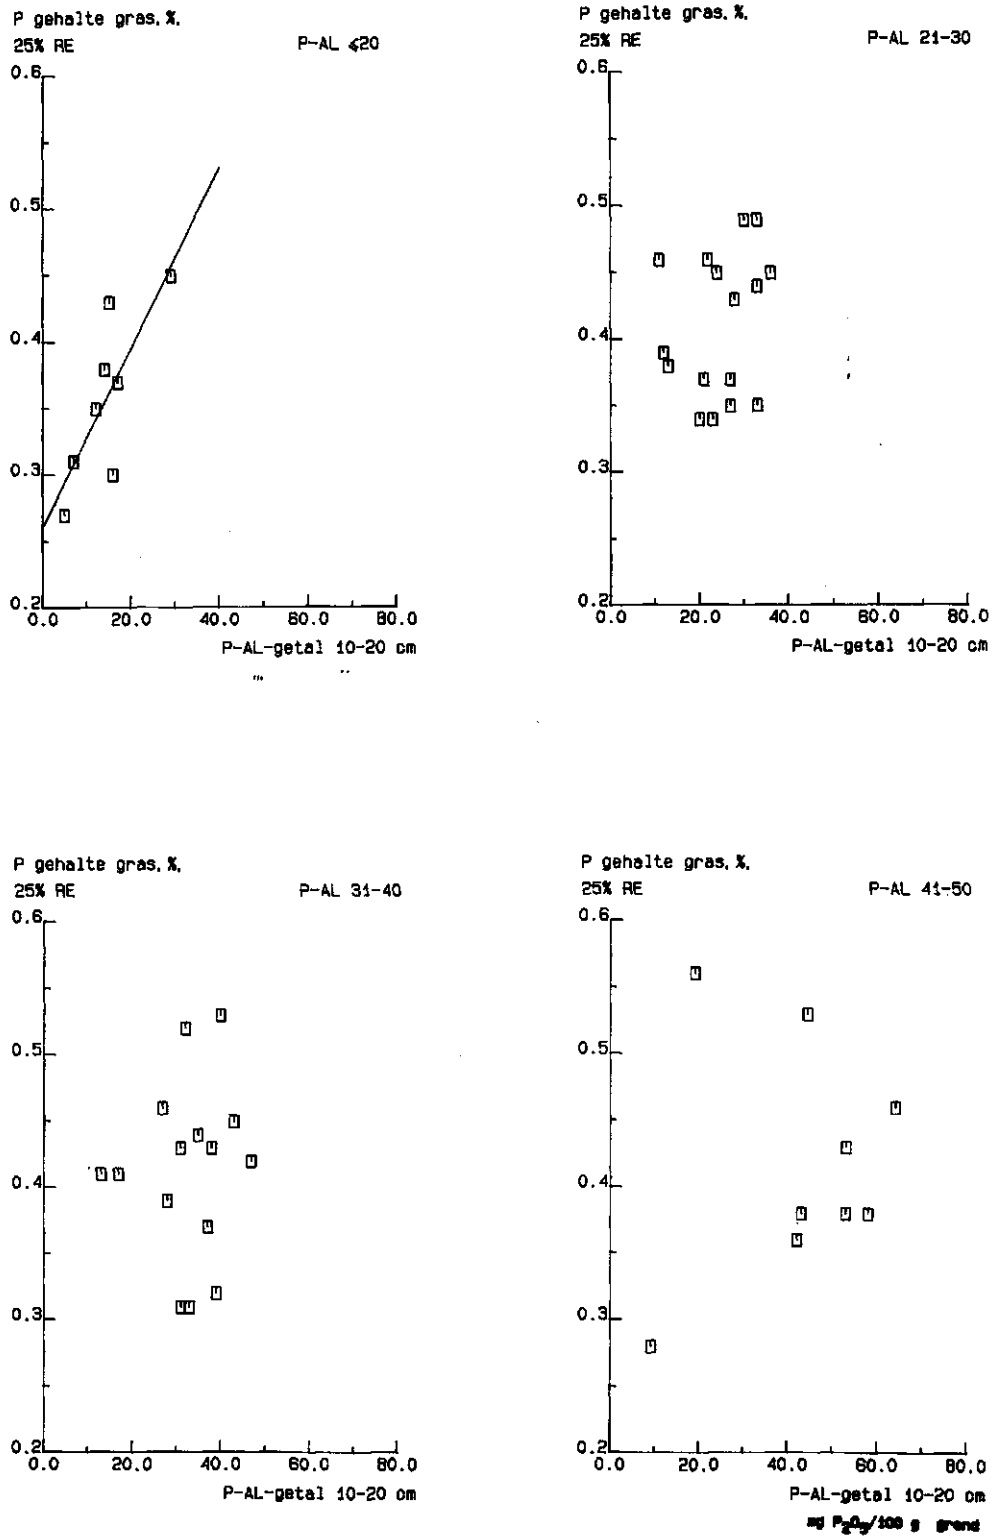 P gehalte gras, %.
25% RE
P-AL <20
0.6
0.5
0.4
0.3
0.2
0.0 20.0 40.0 60.0 80.0
P-AL-getal 10-20 cm
P gehalte gras, %.
25% RE
P-AL 21-30
0.6
0.5
0.4
0.3
0.2
0.0 20.0 40.0 60.0 80.0
P-AL-getal 10-20 cm
P gehalte gras, %.
25% RE
P-AL 31-40
0.6
0.5
0.4
0.3
0.2
0.0 20.0 40.0 60.0 80.0
P-AL-getal 10-20 cm
P gehalte gras, %.
25% RE
P-AL 41-50
0.6
0.5
0.4
0.3
0.2
0.0 20.0 40.0 60.0 80.0
P-AL-getal 10-20 cm
mg P₂O₅/100 g grond